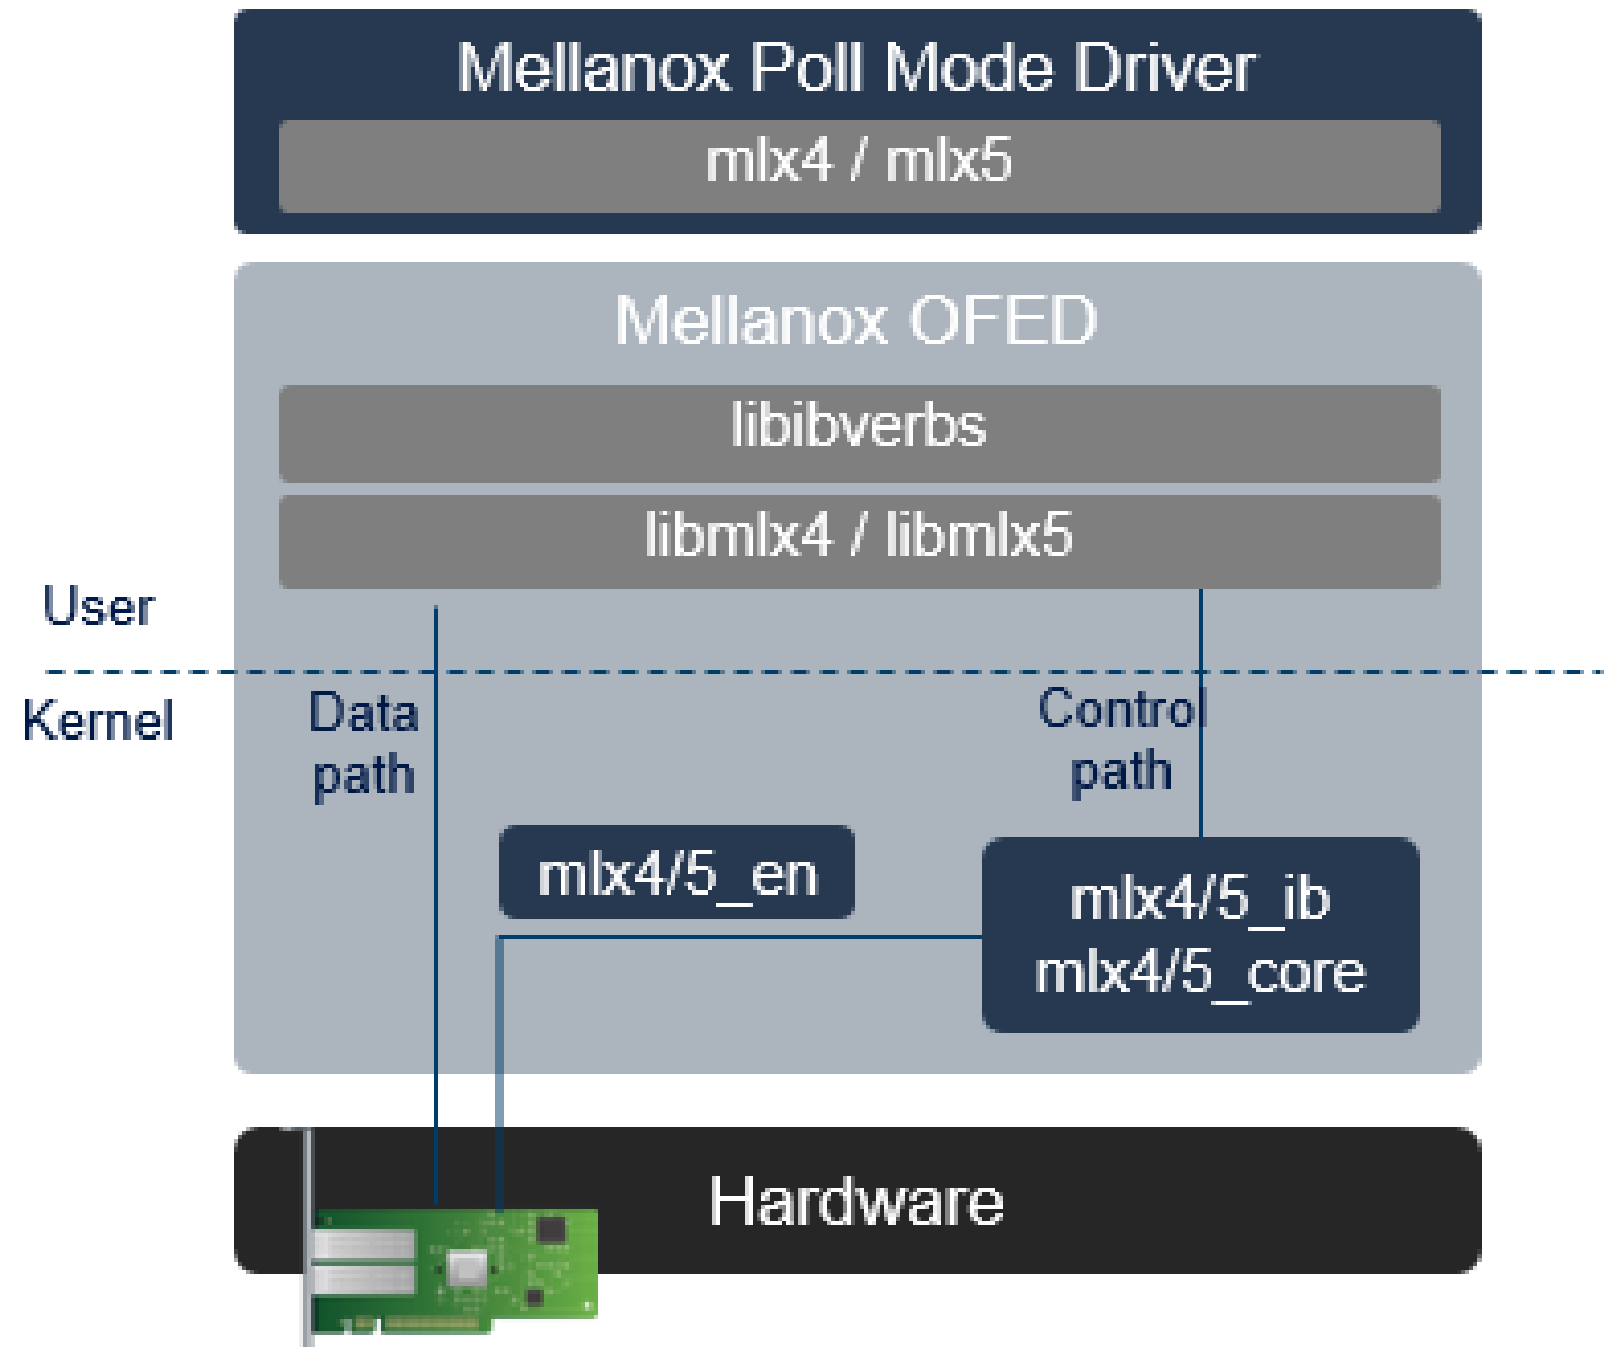 Mellanox Poll Mode Driver
mlx4 / mlx5
Mellanox OFED
libibverbs
libmlx4 / libmlx5
User
Kernel
Data
path
Control
path
mlx4/5_en
mlx4/5_ib
mlx4/5_core
Hardware